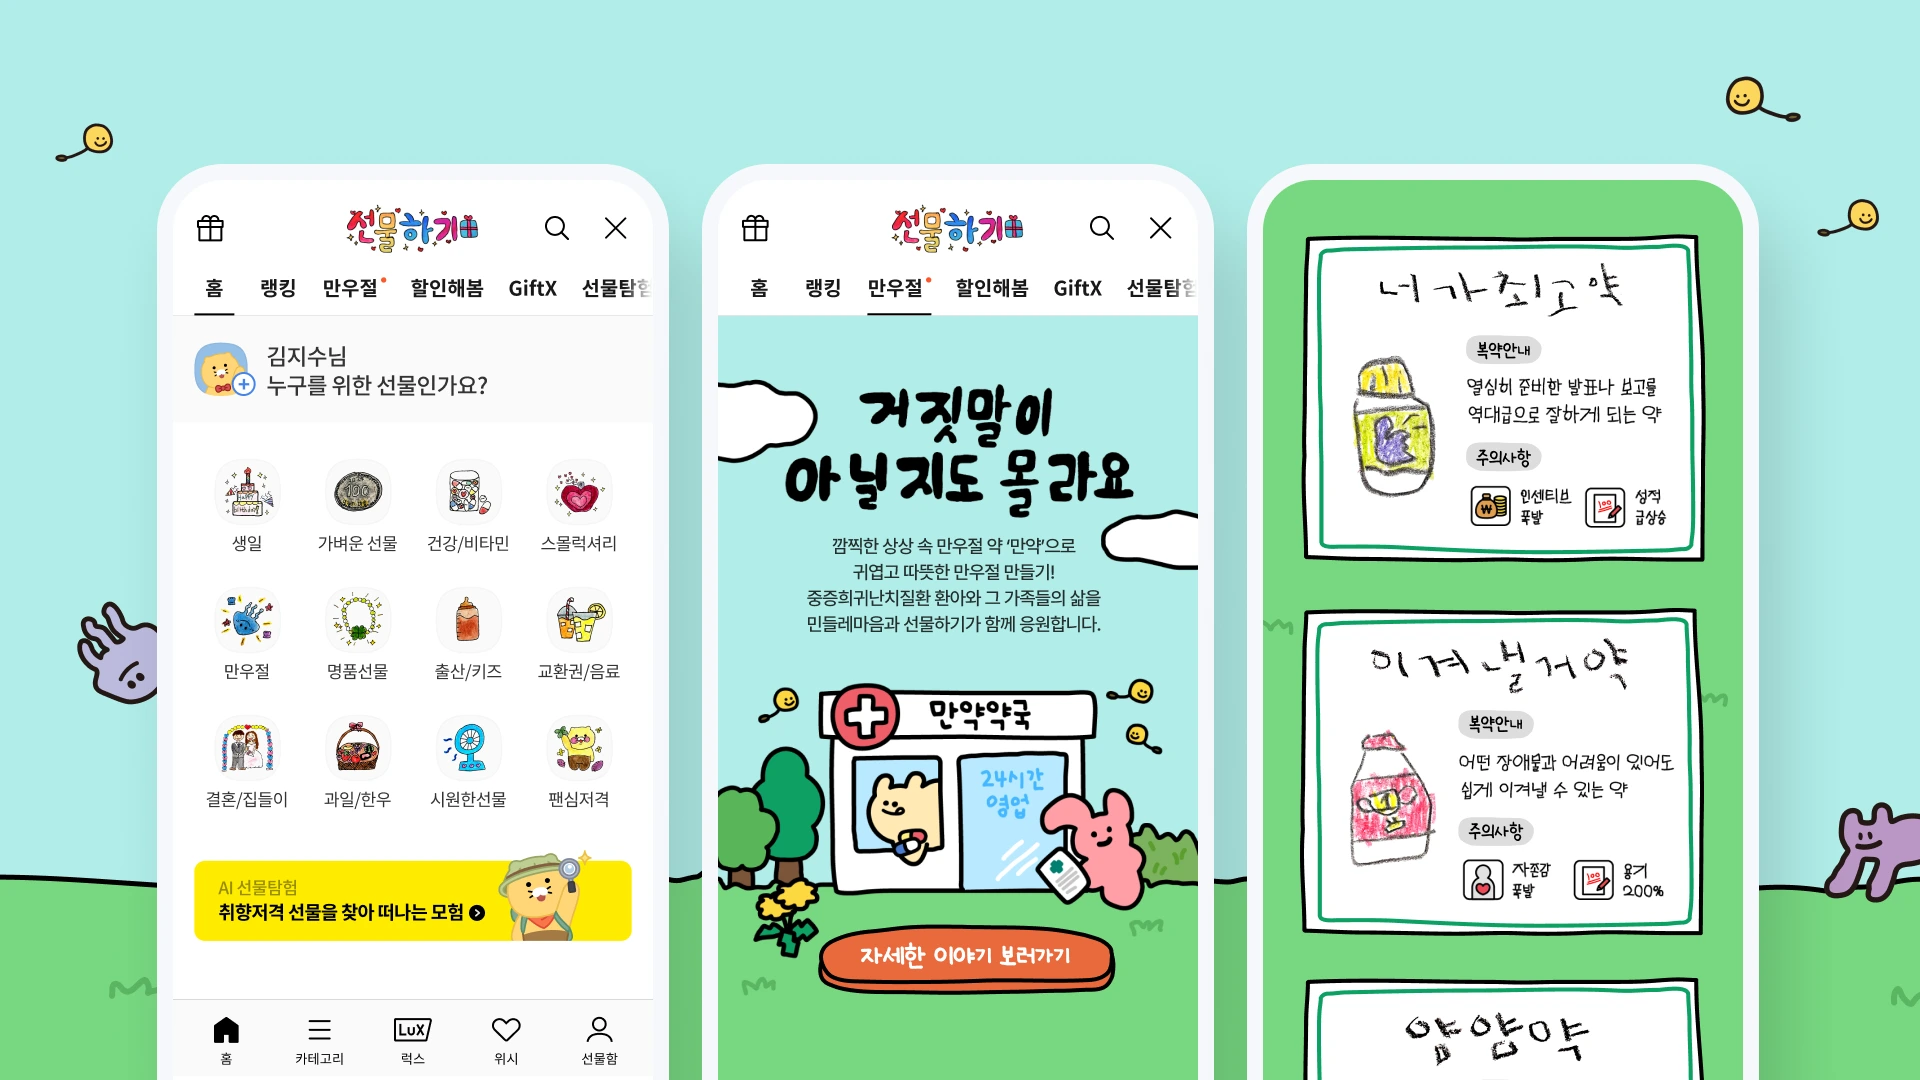 선물하기
홈 랭킹 만우절 할인해봄 GiftX 선물탐험
김지수님
누구를 위한 선물인가요?
HAPPY
birthday!
100
생일 가벼운 선물 건강/비타민 스몰럭셔리
만우절 명품선물 출산/키즈 교환권/음료
결혼/집들이 과일/한우 시원한선물 팬심저격
AI 선물탐험
취향저격 선물을 찾아 떠나는 모험
LuX
홈 카테고리 럭스 위시 선물함
선물하기
홈 랭킹 만우절 할인해봄 GiftX 선물탐험
거짓말이
아닐지도 몰라요
깜찍한 상상 속 만우절 약 ‘만약’으로
귀엽고 따뜻한 만우절 만들기!
중증희귀난치질환 환아와 그 가족들의 삶을
민들레마음과 선물하기가 함께 응원합니다.
만약약국
24시간
영업
자세한 이야기 보러가기
너가최고약
복약안내
열심히 준비한 발표나 보고를
역대급으로 잘하게 되는 약
주의사항
₩
인센티브
폭발
100
성적
급상승
이겨낼거약
복약안내
어떤 장애물과 어려움이 있어도
쉽게 이겨낼 수 있는 약
1
주의사항
자존감
폭발
100
용기
200%
얌얌약